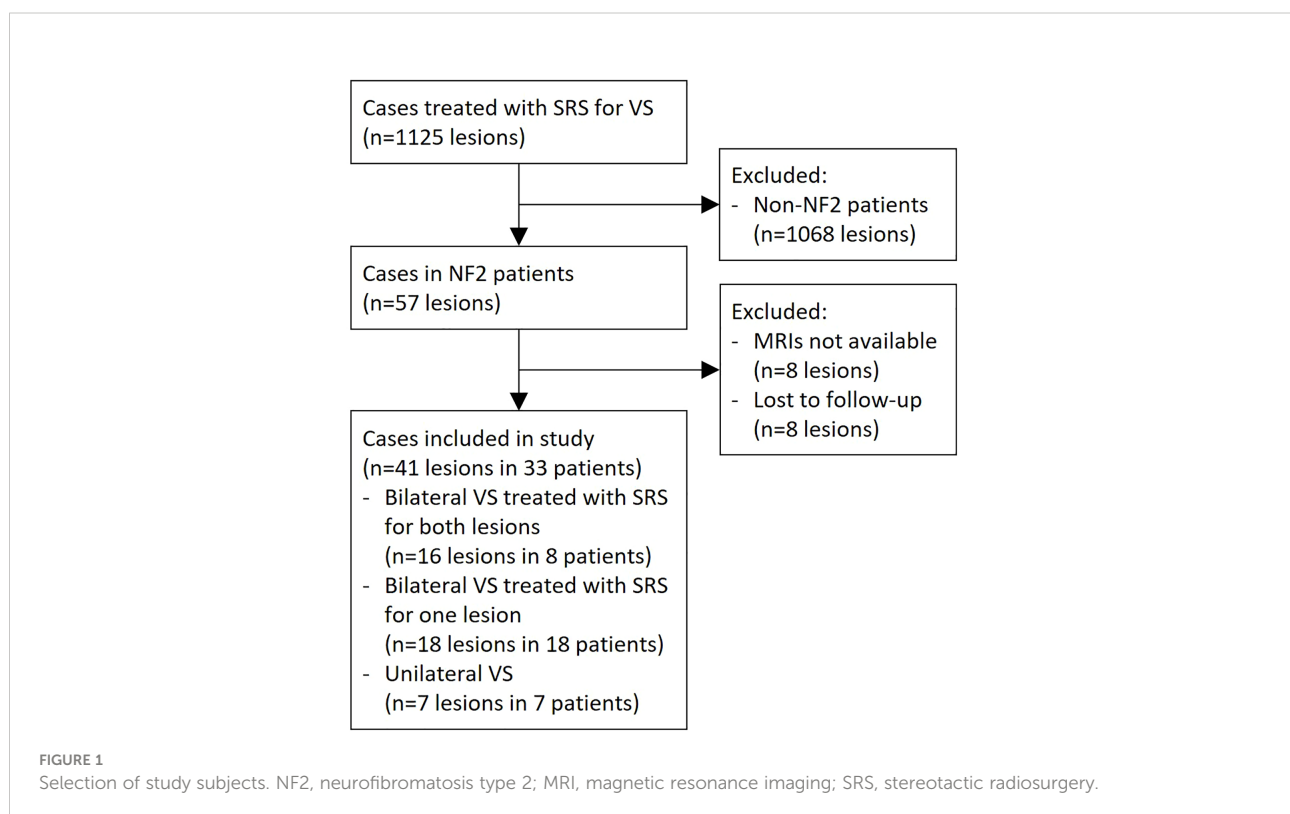 Cases treated with SRS for VS
(n=1125 lesions)
Excluded:
- Non-NF2 patients
(n=1068 lesions)
Cases in NF2 patients
(n=57 lesions)
Excluded:
- MRIs not available
(n=8 lesions)
- Lost to follow-up
(n=8 lesions)
Cases included in study
(n=41 lesions in 33 patients)
- Bilateral VS treated with SRS
for both lesions
(n=16 lesions in 8 patients)
- Bilateral VS treated with SRS
for one lesion
(n=18 lesions in 18 patients)
- Unilateral VS
(n=7 lesions in 7 patients)
FIGURE 1
Selection of study subjects. NF2, neurofibromatosis type 2; MRI, magnetic resonance imaging; SRS, stereotactic radiosurgery.